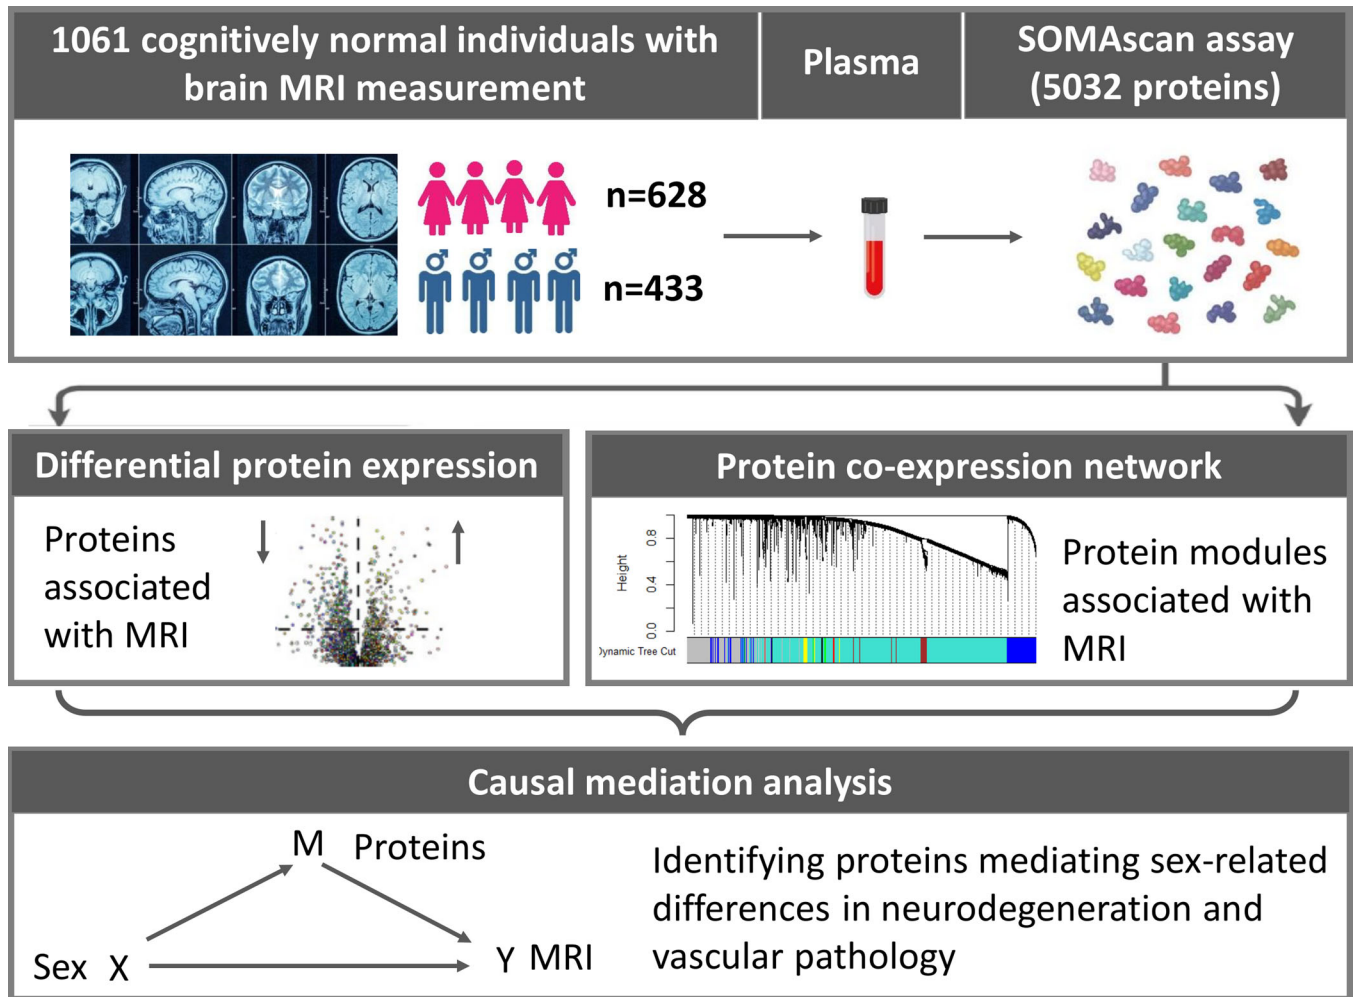 1061 cognitively normal individuals with
brain MRI measurement
Plasma
SOMAscan assay
(5032 proteins)
n=628
n=433
Differential protein expression
Proteins
associated
with MRI
Protein co-expression network
Height
0.8
0.4
0.0
Dynamic Tree Cut
Protein modules
associated with
MRI
Causal mediation analysis
M Proteins
Sex X
Y MRI
Identifying proteins mediating sex-related
differences in neurodegeneration and
vascular pathology